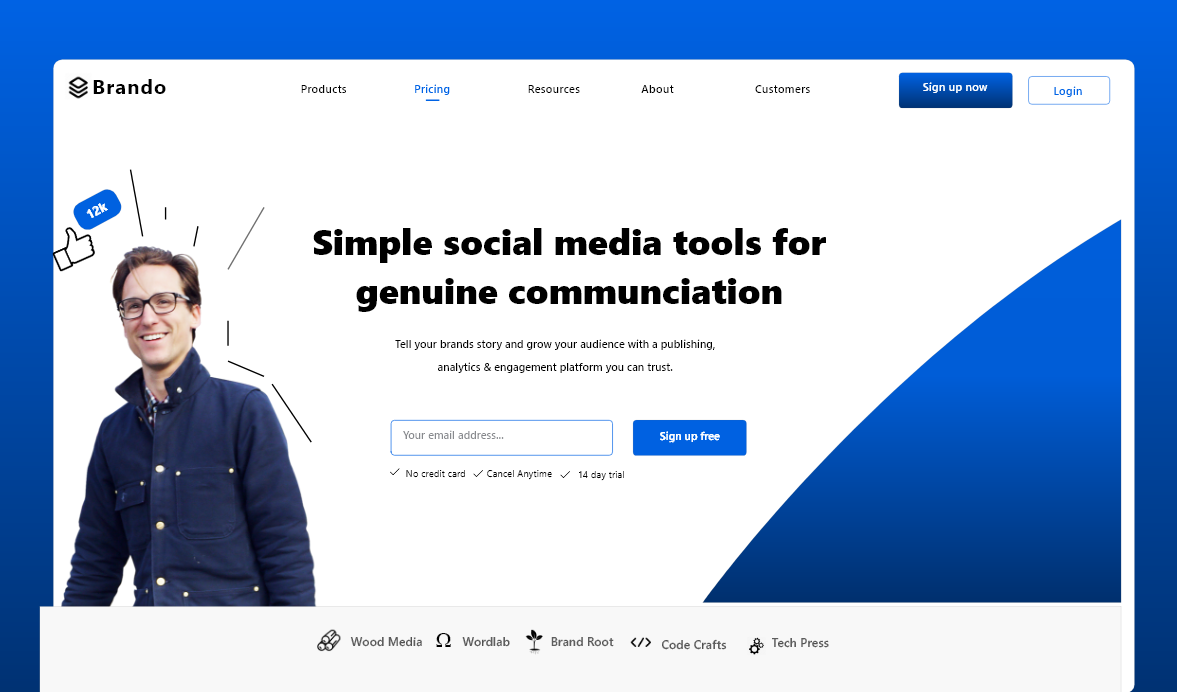 Brando
Products
Pricing
Resources
About
Customers
Sign up now
Login
12k
Simple social media tools for
genuine communciation
Tell your brands story and grow your audience with a publishing,
analytics & engagement platform you can trust.
Your email address...
Sign up free
No credit card
Cancel Anytime
14 day trial
Wood Media
Wordlab
Brand Root
Code Crafts
Tech Press